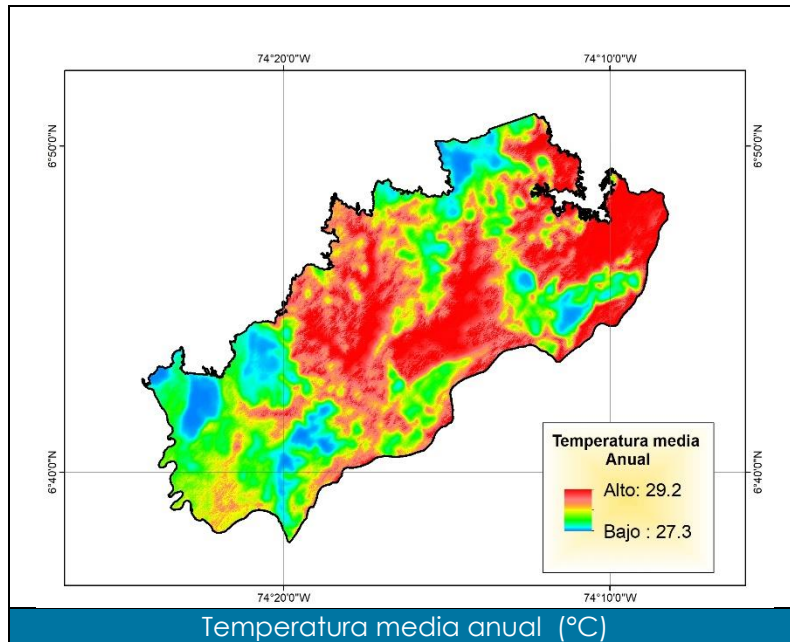 74°20'0"W
74°10'0"W
6°50'0"N
6°50'0"N
6°40'0"N
6°40'0"N
Temperatura media
Anual
Alto: 29.2
Bajo : 27.3
74°20'0"W
74°10'0"W
Temperatura media anual (°C)